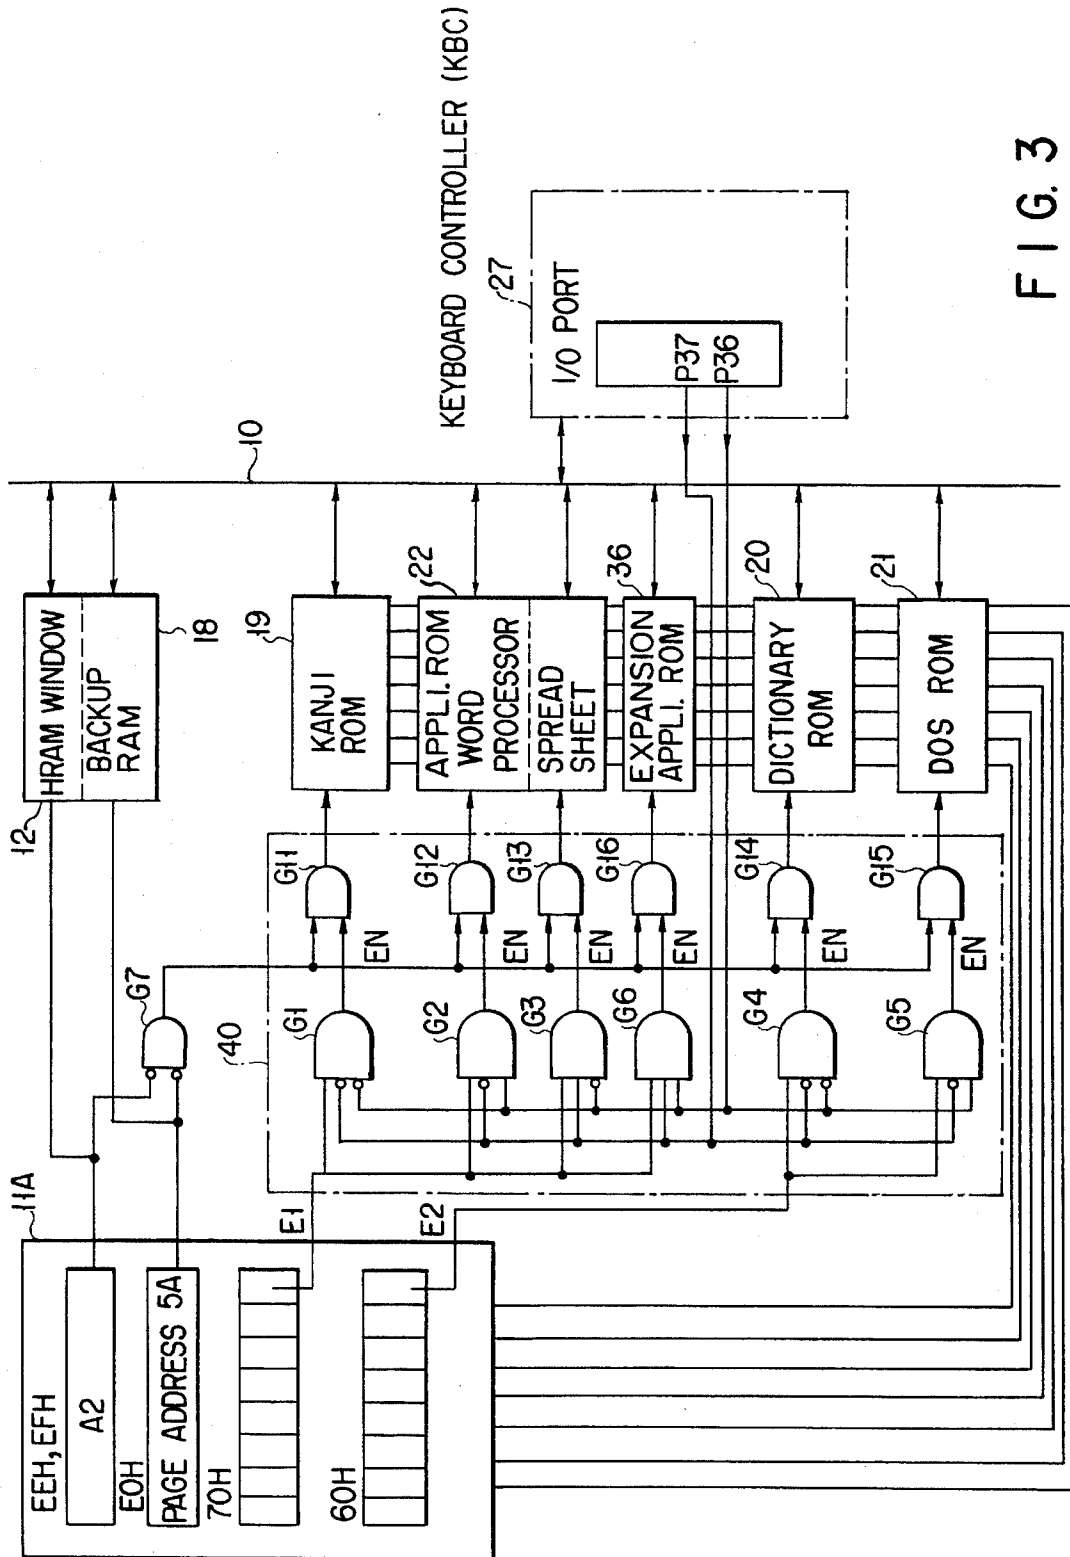 KEYBOARD CONTROLLER (KBC)
27
I/O PORT
P37
P36
10
12
HRAM WINDOW
BACKUP
RAM
18
19
KANJI
ROM
22
APPLI. ROM
WORD
PROCESSOR
SPREAD
SHEET
36
EXPANSION
APPLI. ROM
20
DICTIONARY
ROM
21
DOS ROM
G11
G12
G13
G16
G14
G15
EN
EN
EN
EN
EN
EN
G7
40
G1
G2
G3
G6
G4
G5
11A
E1
E2
EEH, EFH
A2
E0H
PAGE ADDRESS 5A
70H
60H
FIG. 3